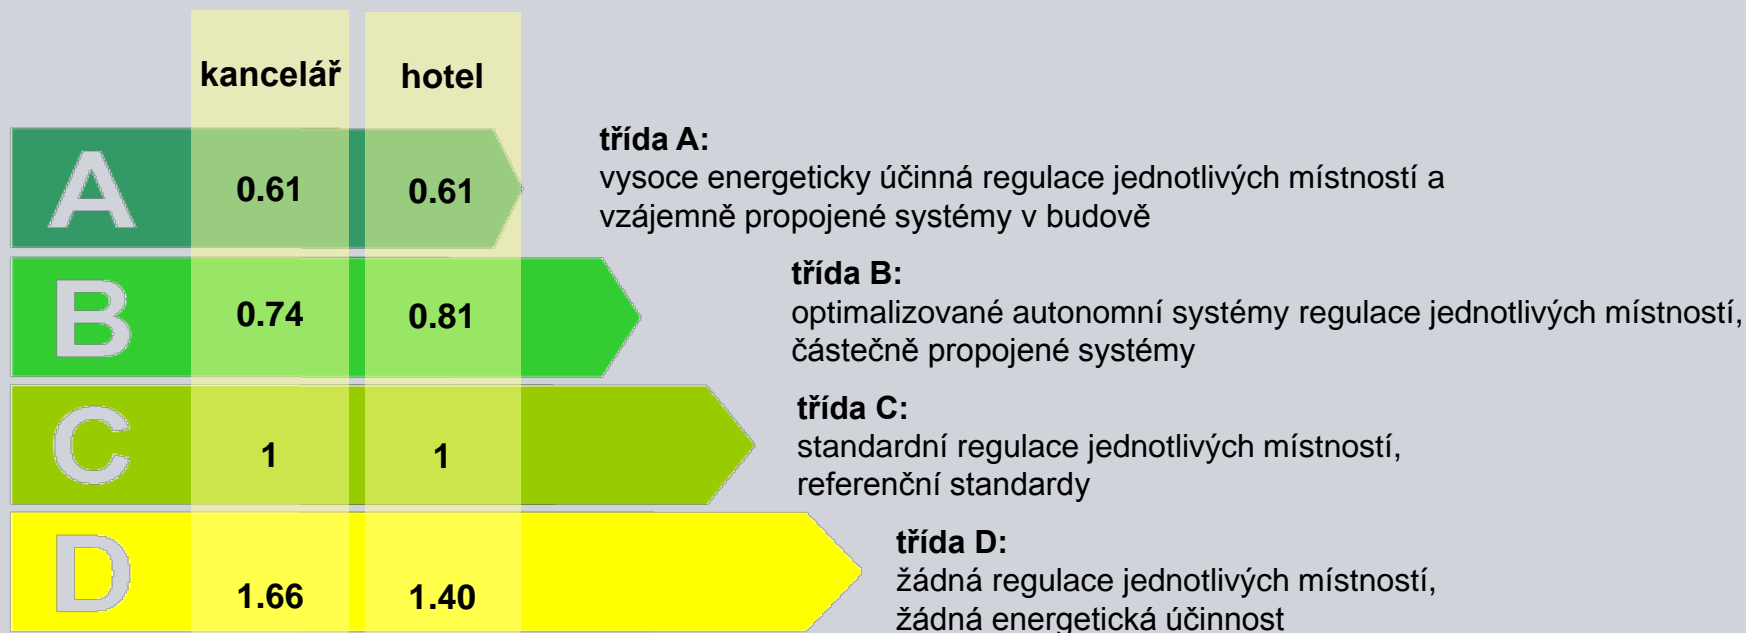 kancelář hotel
A 0.61 0.61
třída A:
vysoce energeticky účinná regulace jednotlivých místností a
vzájemně propojené systémy v budově
B 0.74 0.81
třída B:
optimalizované autonomní systémy regulace jednotlivých místností,
částečně propojené systémy
C 1 1
třída C:
standardní regulace jednotlivých místností,
referenční standardy
D 1.66 1.40
třída D:
žádná regulace jednotlivých místností,
žádná energetická účinnost